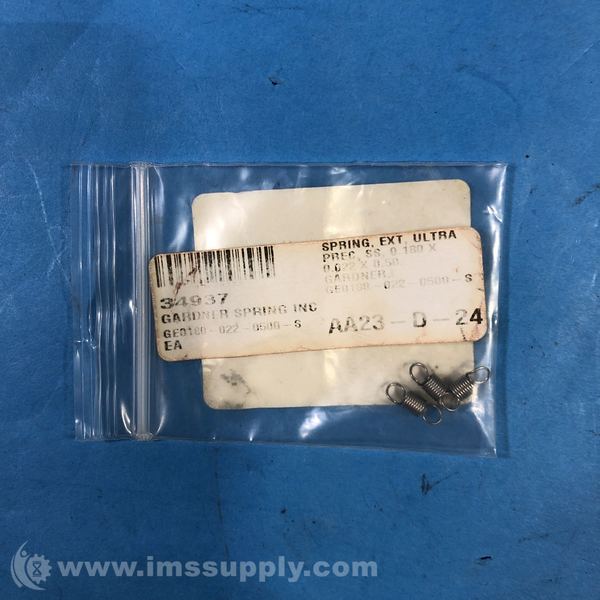 SPRING, EXT, ULTRA
PREC, SS, 0.180 X
0.022 X 0.50
GARDNER,I
GE0180-022-0500-S
34937
GARDNER SPRING INC
GE0180-022-0500-S
EA
AA23-D-24
www.imssupply.com